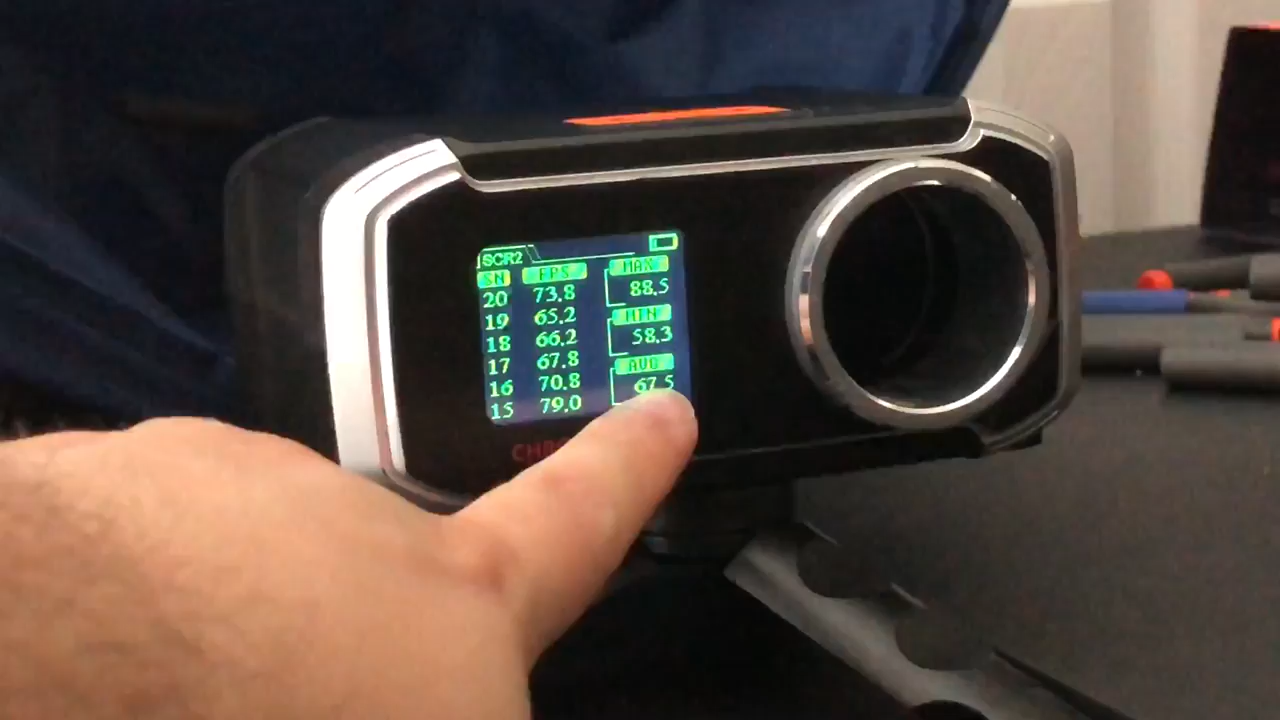 SCR2
SN FPS MAX
20 73.8 88.5
19 65.2 MIN
18 66.2 58.3
17 67.8 AVG
16 70.8 67.5
15 79.0